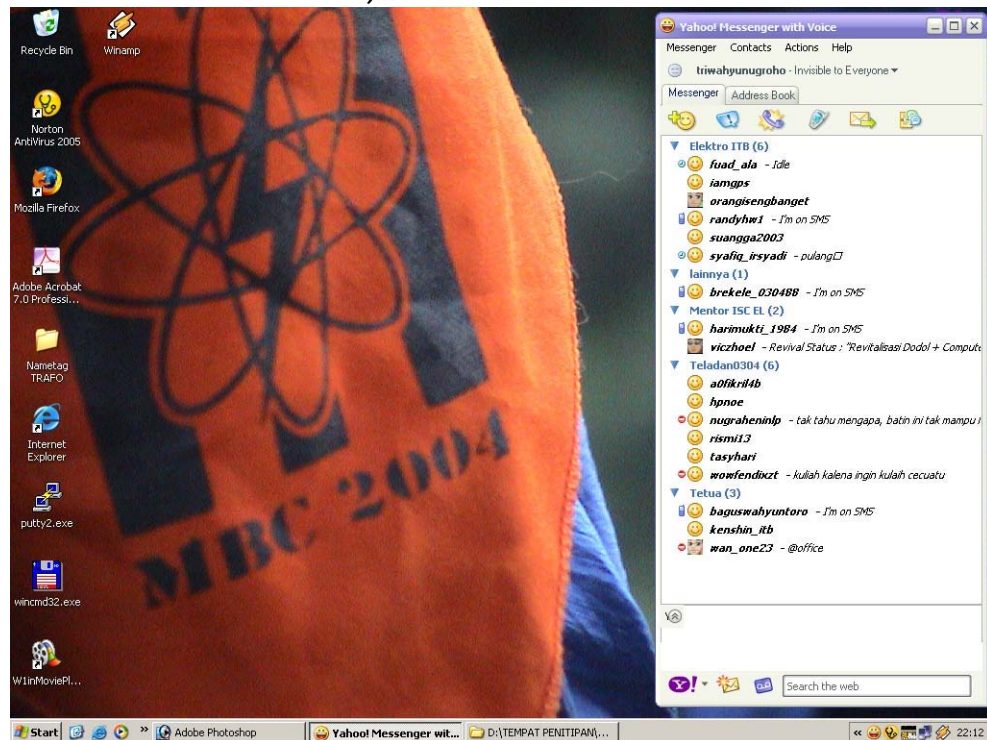 Recycle Bin
Winamp
Norton
AntiVirus 2005
Mozilla Firefox
Adobe Acrobat
7.0 Professi...
Nametag
TRAFO
Internet
Explorer
putty2.exe
wincmd32.exe
W1inMoviePl...
MBC 2004
Yahoo! Messenger with Voice
Messenger Contacts Actions Help
triwahyunugroho - Invisible to Everyone
Messenger Address Book
Elektro ITB (6)
fuad_ala - Idle
iamgps
orangisengbanget
randyhw1 - I'm on SMS
suangga2003
syafiq_irsyadi - pulang
lainnya (1)
brekele_030488 - I'm on SMS
Mentor ISC EL (2)
harimukti_1984 - I'm on SMS
viczhoel - Revival Status : "Revitalisasi Dodol + Compute
Teladan0304 (6)
a0fikril4b
hpnoe
nugraheninlp - tak tahu mengapa, batin ini tak mampu
rismi13
tasyhari
wowfendixzt - kuliah kalena ingin kulaih cecuatu
Tetua (3)
baguswahyuntoro - I'm on SMS
kenshin_itb
wan_one23 - @office
Y!
Search the web
Start
»
Adobe Photoshop
Yahoo! Messenger wit...
D:\TEMPAT PENITIPAN\...
«
22:12